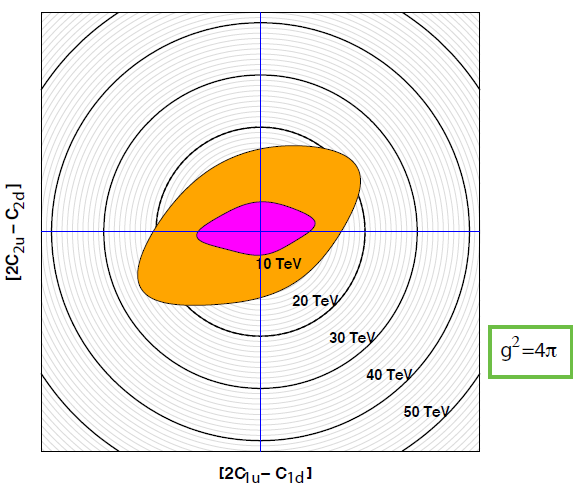 [2C2u – C2d]
10 TeV
20 TeV
30 TeV
g²=4π
40 TeV
50 TeV
[2C1u – C1d]